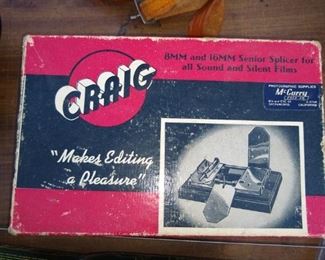 CRAIG
8MM and 16MM Senior Splicer for
all Sound and Silent Films
PHOTOGRAPHIC SUPPLIES
McCurry
SACRAMENTO CALIFORNIA
"Makes Editing
a Pleasure"